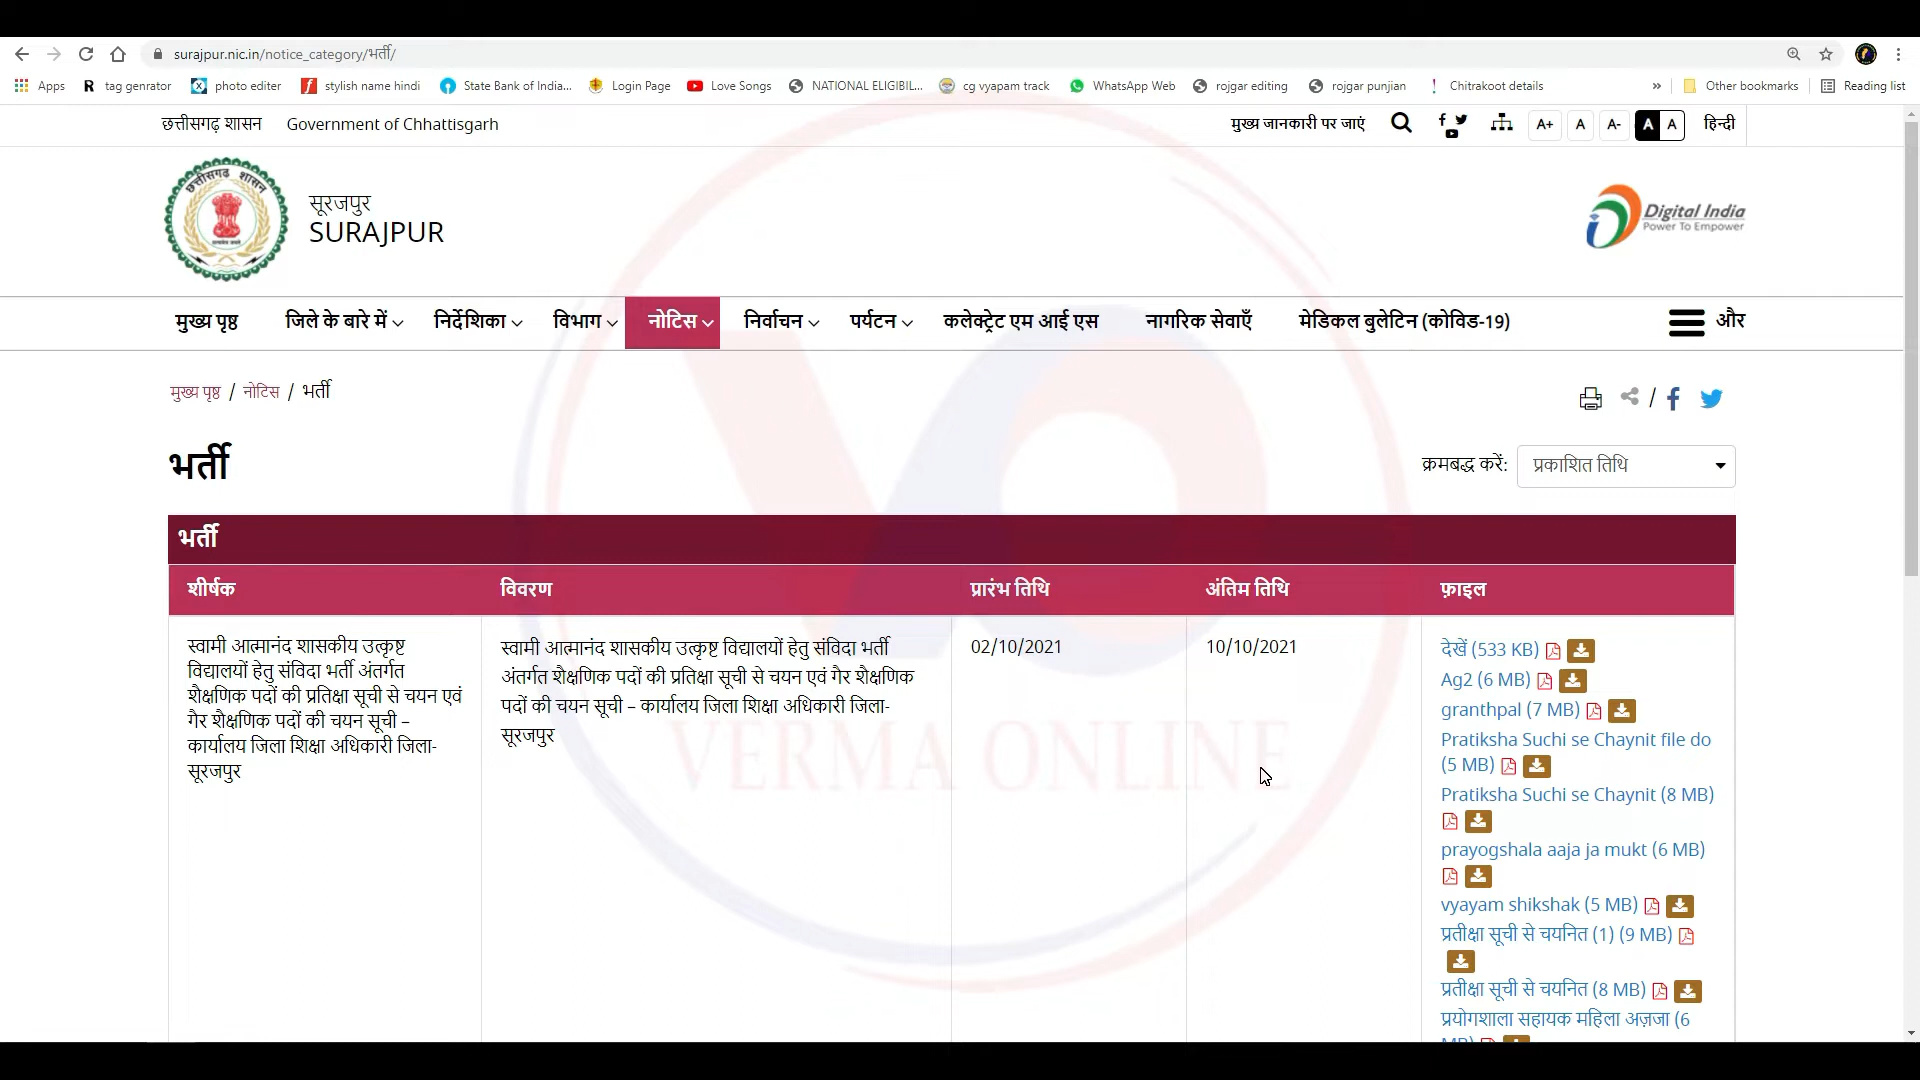 surajpur.nic.in/notice_category/भर्ती/
Apps tag genrator photo editer stylish name hindi State Bank of India... Login Page Love Songs NATIONAL ELIGIBIL... cg vyapam track WhatsApp Web rojgar editing rojgar punjian Chitrakoot details » Other bookmarks Reading list
छत्तीसगढ़ शासन Government of Chhattisgarh मुख्य जानकारी पर जाएं A+ A A- A A हिन्दी
छत्तीसगढ़ शासन
सूरजपुर
SURAJPUR
Digital India
Power To Empower
मुख्य पृष्ठ जिले के बारे में निर्देशिका विभाग नोटिस निर्वाचन पर्यटन कलेक्ट्रेट एम आई एस नागरिक सेवाएँ मेडिकल बुलेटिन (कोविड-19) और
मुख्य पृष्ठ / नोटिस / भर्ती
भर्ती
क्रमबद्ध करें: प्रकाशित तिथि
भर्ती
शीर्षक विवरण प्रारंभ तिथि अंतिम तिथि फ़ाइल
स्वामी आत्मानंद शासकीय उत्कृष्ट
विद्यालयों हेतु संविदा भर्ती अंतर्गत
शैक्षणिक पदों की प्रतिक्षा सूची से चयन एवं
गैर शैक्षणिक पदों की चयन सूची –
कार्यालय जिला शिक्षा अधिकारी जिला-
सूरजपुर
स्वामी आत्मानंद शासकीय उत्कृष्ट विद्यालयों हेतु संविदा भर्ती
अंतर्गत शैक्षणिक पदों की प्रतिक्षा सूची से चयन एवं गैर शैक्षणिक
पदों की चयन सूची – कार्यालय जिला शिक्षा अधिकारी जिला-
सूरजपुर
02/10/2021
10/10/2021
देखें (533 KB)
Ag2 (6 MB)
granthpal (7 MB)
Pratiksha Suchi se Chaynit file do
(5 MB)
Pratiksha Suchi se Chaynit (8 MB)
prayogshala aaja ja mukt (6 MB)
vyayam shikshak (5 MB)
प्रतीक्षा सूची से चयनित (1) (9 MB)
प्रतीक्षा सूची से चयनित (8 MB)
प्रयोगशाला सहायक महिला अज़जा (6
MB)
VERMA ONLINE